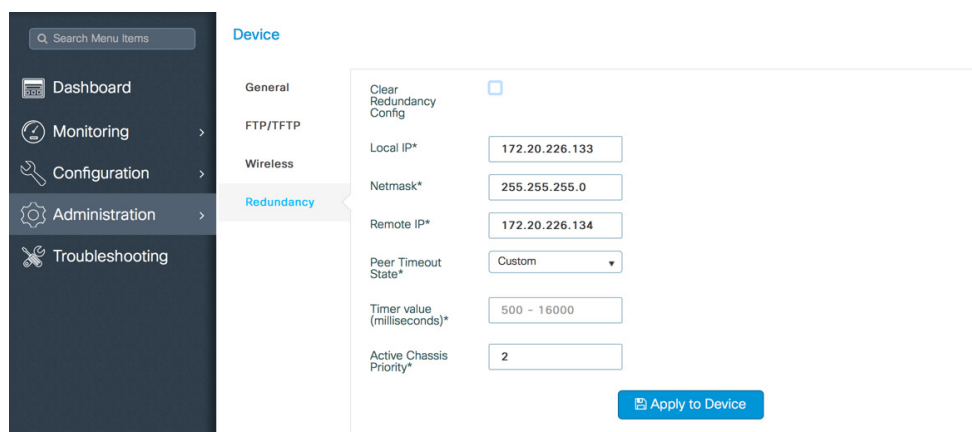 Search Menu Items
Device
Dashboard
Monitoring
Configuration
Administration
Troubleshooting
General
FTP/TFTP
Wireless
Redundancy
Clear
Redundancy
Config
Local IP*
172.20.226.133
Netmask*
255.255.255.0
Remote IP*
172.20.226.134
Peer Timeout
State*
Custom
Timer value
(milliseconds)*
500 - 16000
Active Chassis
Priority*
2
Apply to Device